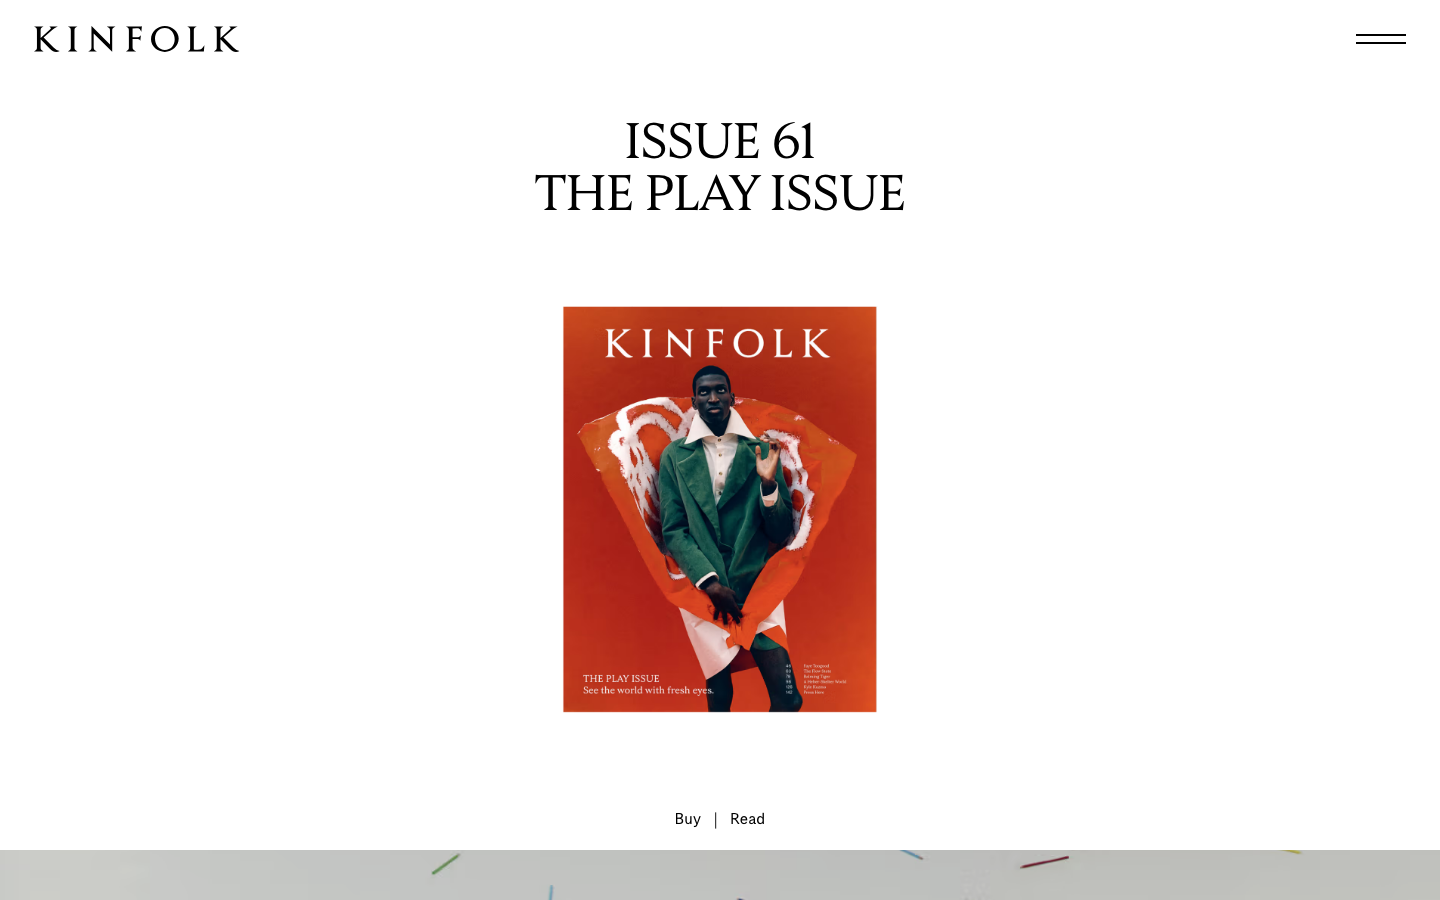 KINFOLK
ISSUE 61
THE PLAY ISSUE
KINFOLK
THE PLAY ISSUE
See the world with fresh eyes.
Buy | Read